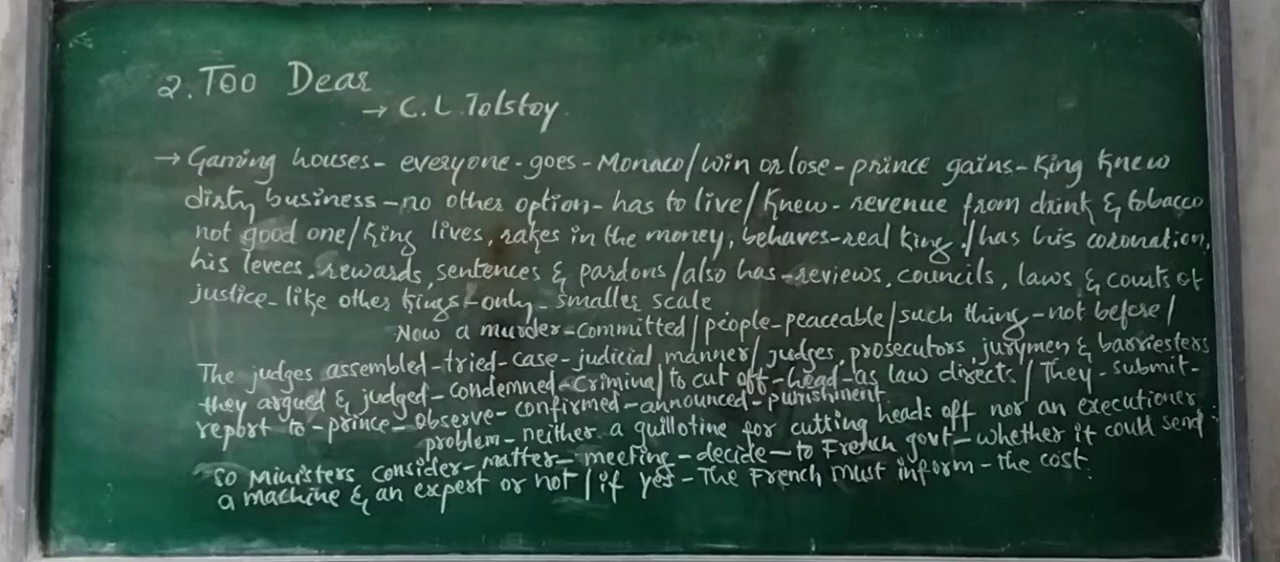 2. Too Dear
→ C.L.Tolstoy
→ Gaming houses - everyone - goes - Monaco/win or lose - prince gains - King knew
dirty business - no other option - has to live/knew - revenue from drink & tobacco
not good one/king lives, rakes in the money, behaves-real king./has his coronation,
his levees, rewards, sentences & pardons/also has-reviews, councils, laws, & courts of
justice - like other kings - only - smaller scale
Now a murder-committed/people-peaceable/such thing-not before/
The judges assembled-tried-case-judicial manner/judges, prosecutors, jurymen & barriesters
they argued & judged-condemned-criminal/to cut off-head-as law directs/They-submit-
report to-prince-observe-confirmed-announced-punishment
problem-neither a quillotine for cutting heads off nor an executioner
so ministers consider-matter-meeting-decide-to French govt-whether it could send
a machine & an expert or not/if yes-The French must inform-the cost.